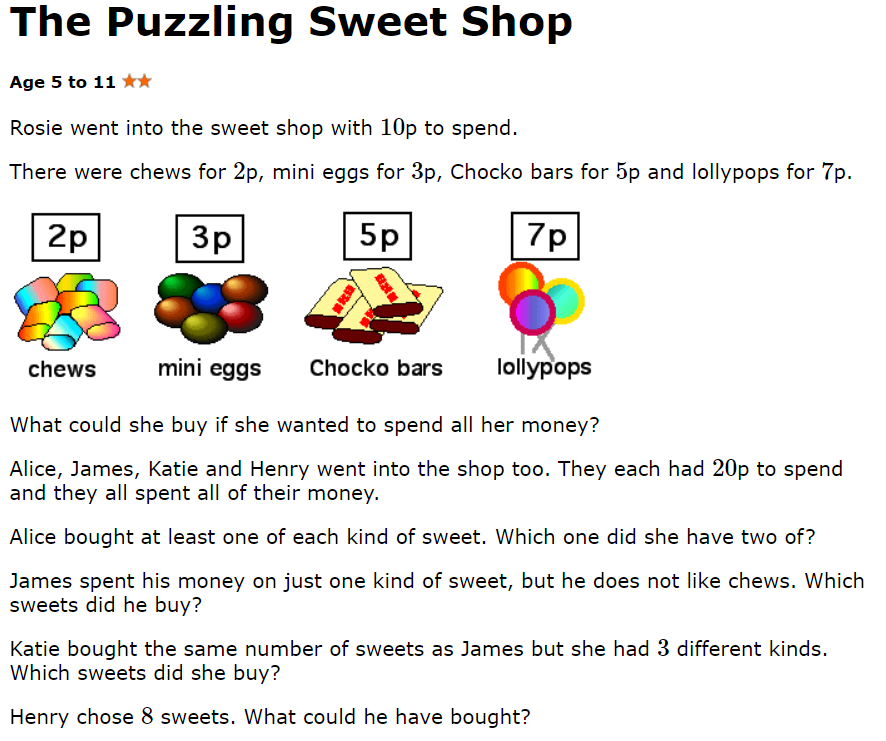 The Puzzling Sweet Shop
Age 5 to 11
Rosie went into the sweet shop with 10p to spend.
There were chews for 2p, mini eggs for 3p, Chocko bars for 5p and lollypops for 7p.
2p 3p 5p 7p
chews mini eggs Chocko bars lollypops
What could she buy if she wanted to spend all her money?
Alice, James, Katie and Henry went into the shop too. They each had 20p to spend
and they all spent all of their money.
Alice bought at least one of each kind of sweet. Which one did she have two of?
James spent his money on just one kind of sweet, but he does not like chews. Which
sweets did he buy?
Katie bought the same number of sweets as James but she had 3 different kinds.
Which sweets did she buy?
Henry chose 8 sweets. What could he have bought?